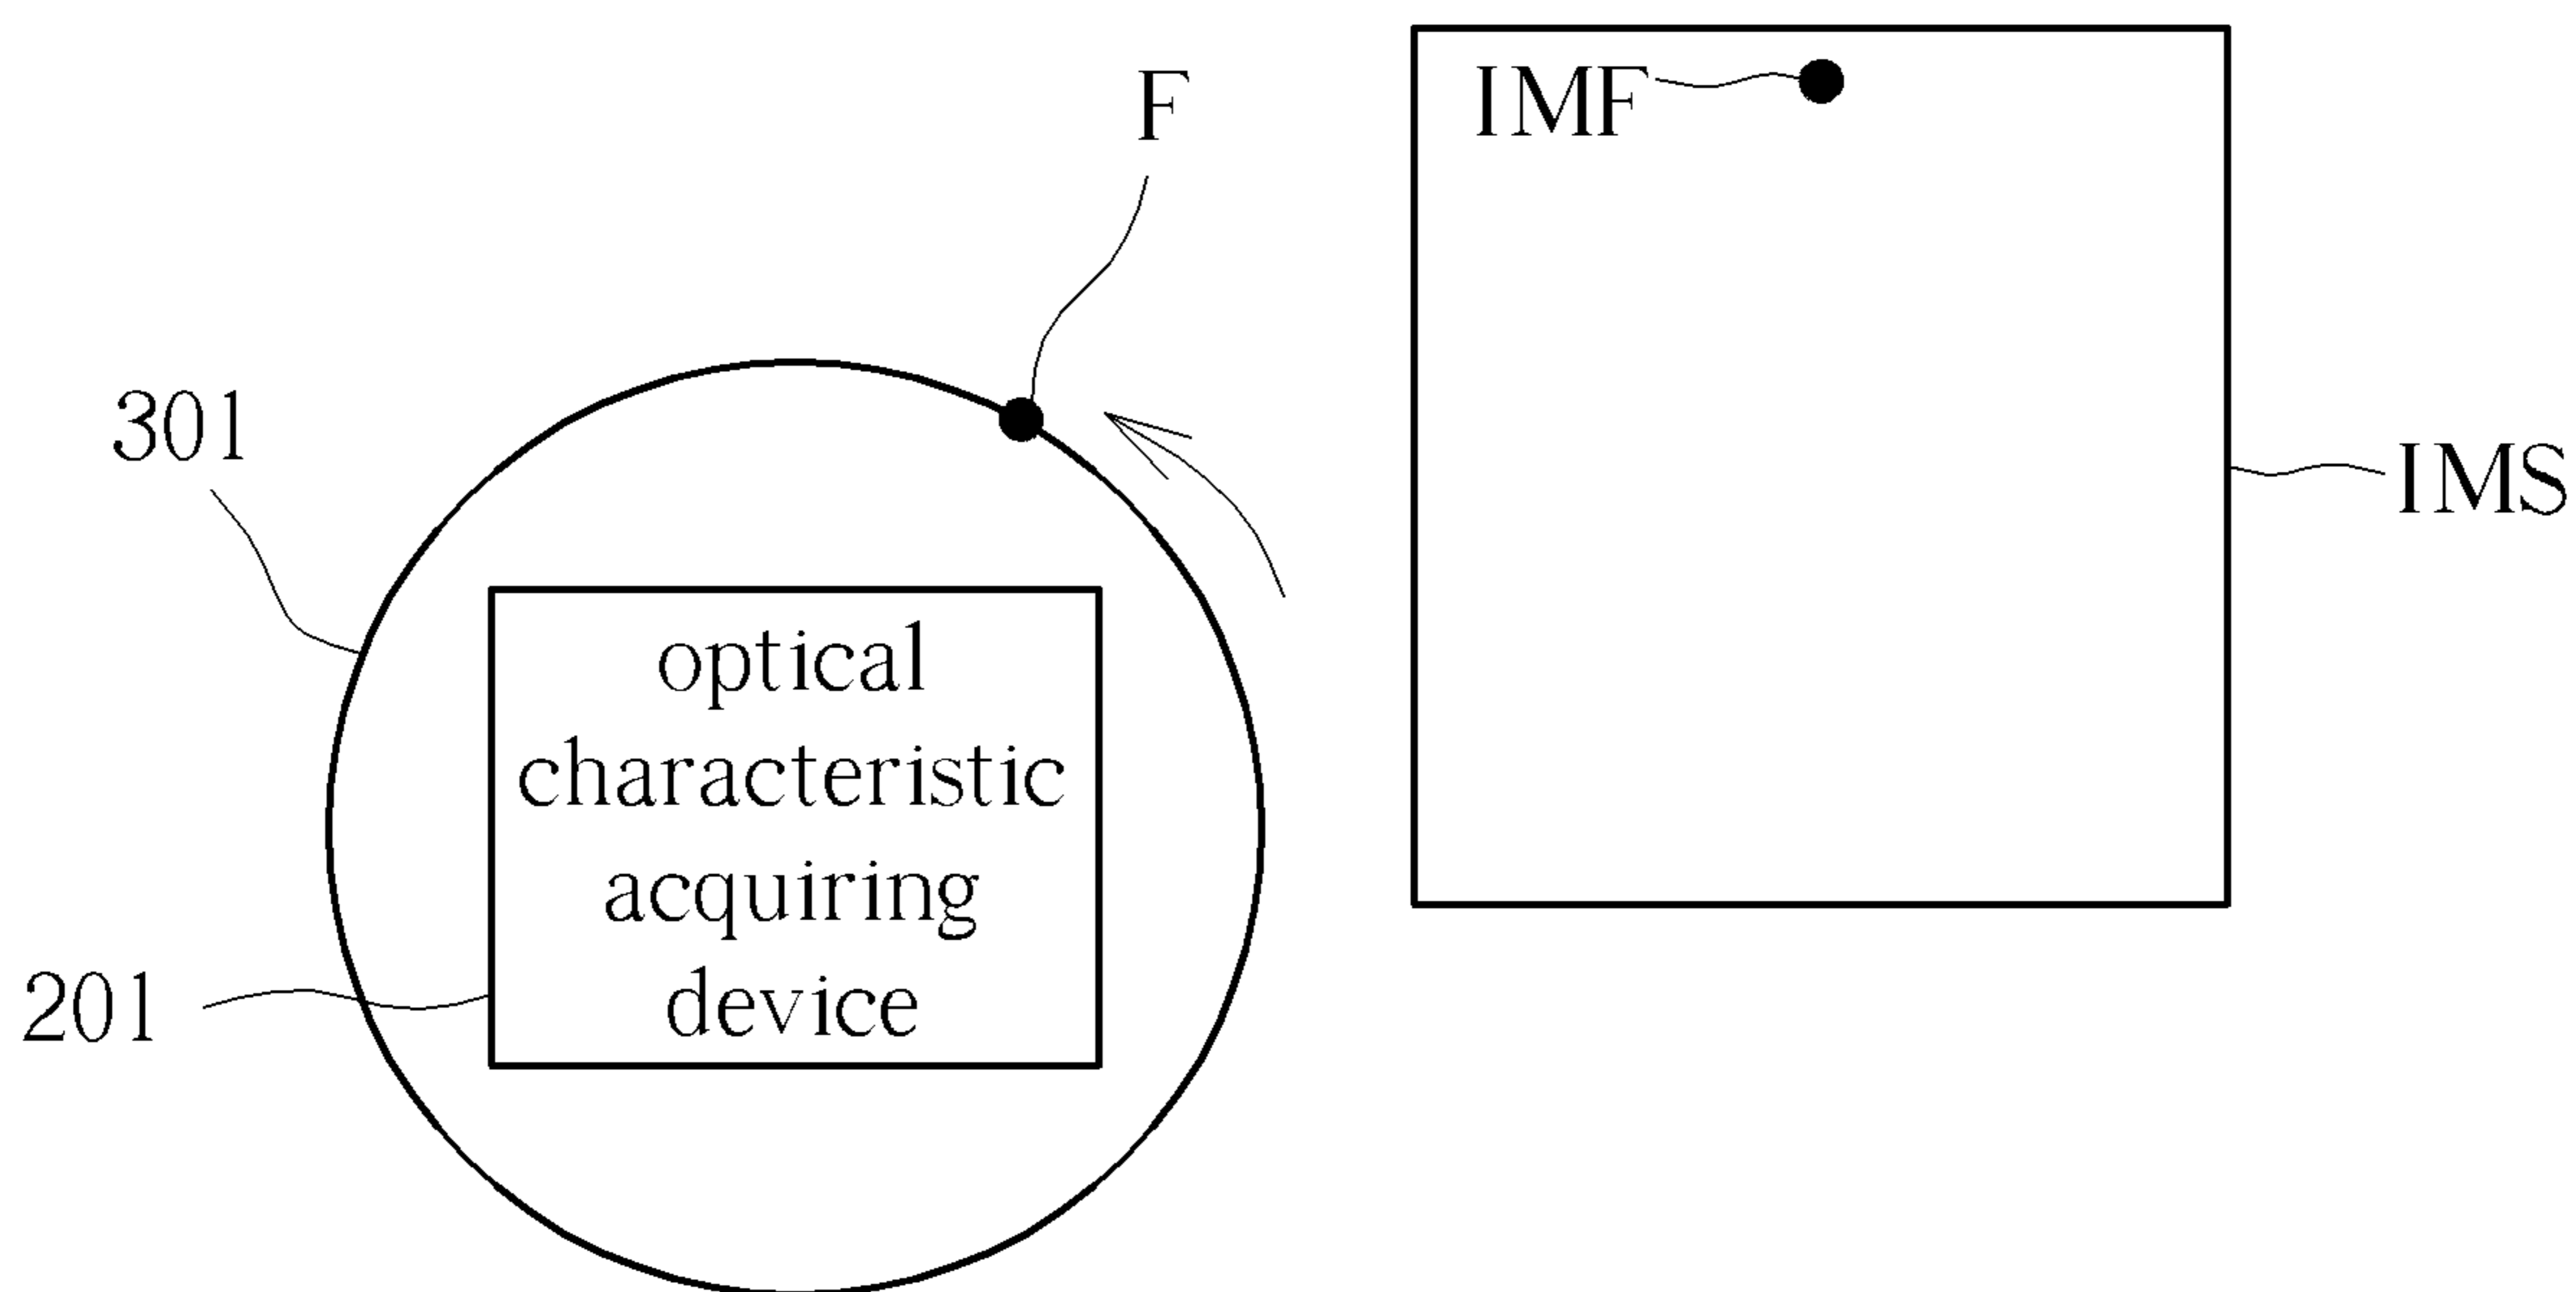 F
IMF
301
IMS
optical
characteristic
acquiring
device
201